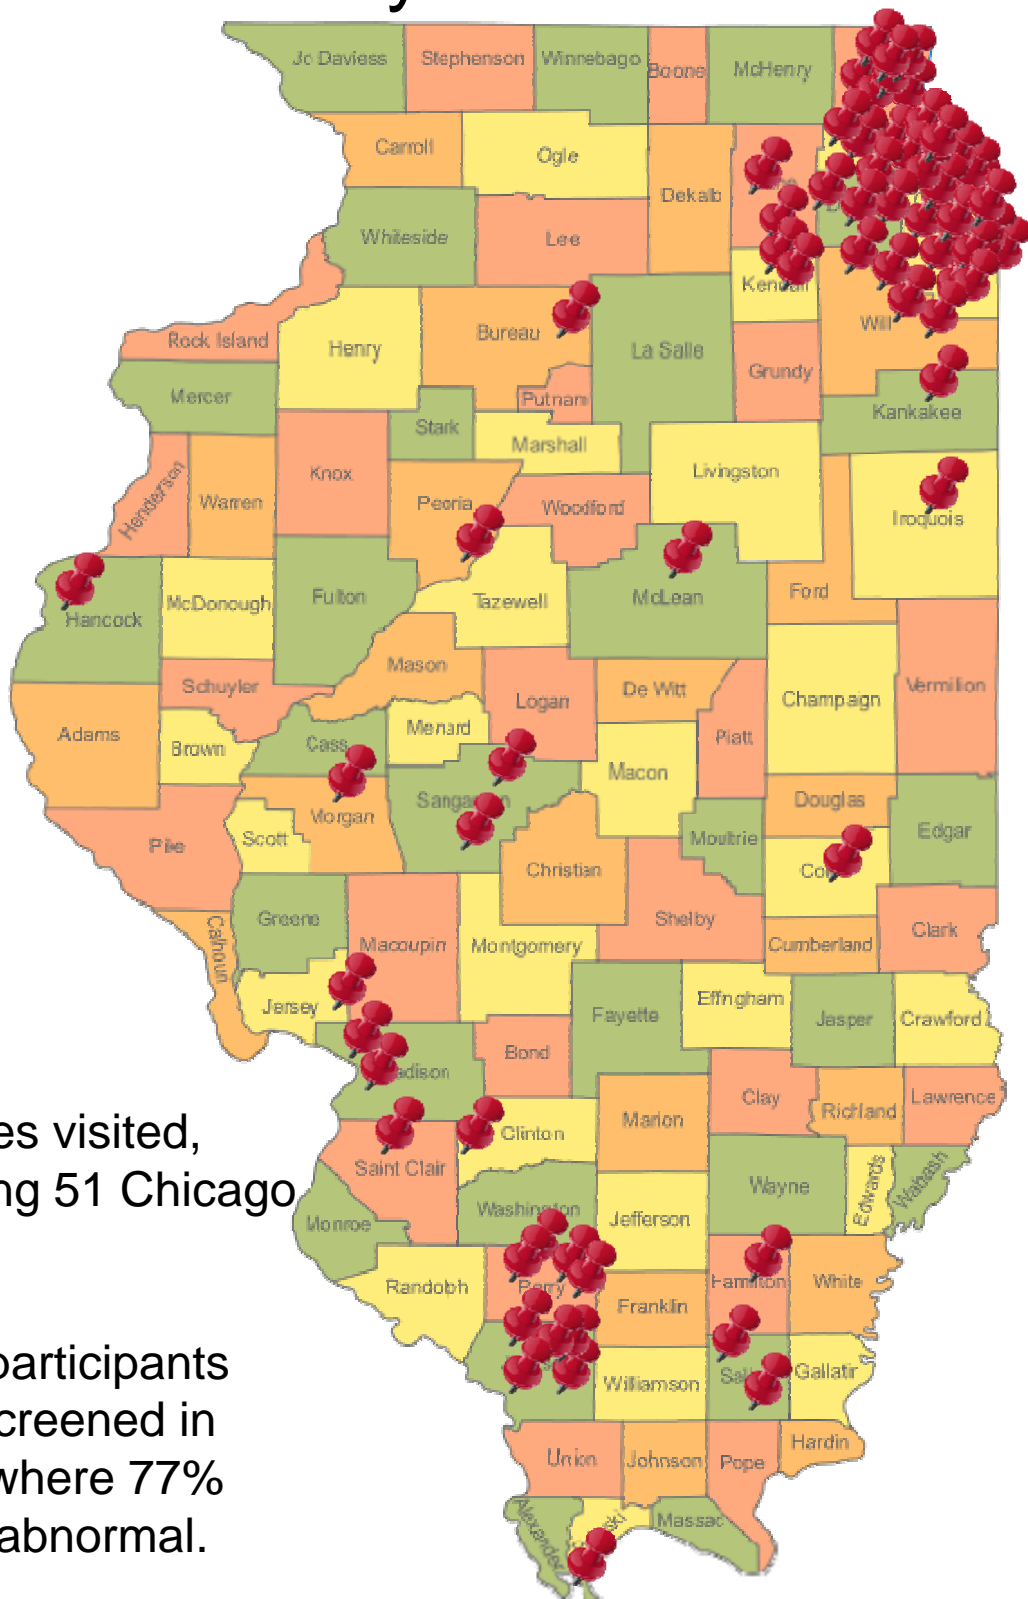 y
Jo Daviess Stephenson Winnebago Boone McHenry
Carroll Ogle Dekalb
Whiteside Lee
Kendall
Rock Island Henry Bureau La Salle Will
Grundy
Mercer Putnam Kankakee
Stark Marshall
Henderson Warren Knox Peoria Woodford Livingston Iroquois
Hancock McDonough Fulton Tazewell McLean Ford
Schuyler Mason Logan De Witt Champaign Vermilion
Adams Brown Cass Menard Piatt
Macon
Pike Scott Morgan Douglas Edgar
Christian Moultrie
Greene Macoupin Montgomery Shelby Cumberland Clark
Calhoun Jersey Fayette Effingham Jasper Crawford
adison Bond Clay Richland Lawrence
Marion
es visited, Clinton
Saint Clair
ng 51 Chicago Wayne Edwards Wabash
Monroe Washington Jefferson
Randolph Perry Franklin Hamilton White
participants Williamson Gallatin
creened in
where 77% Union Johnson Pope Hardin
abnormal. Alexander Massac